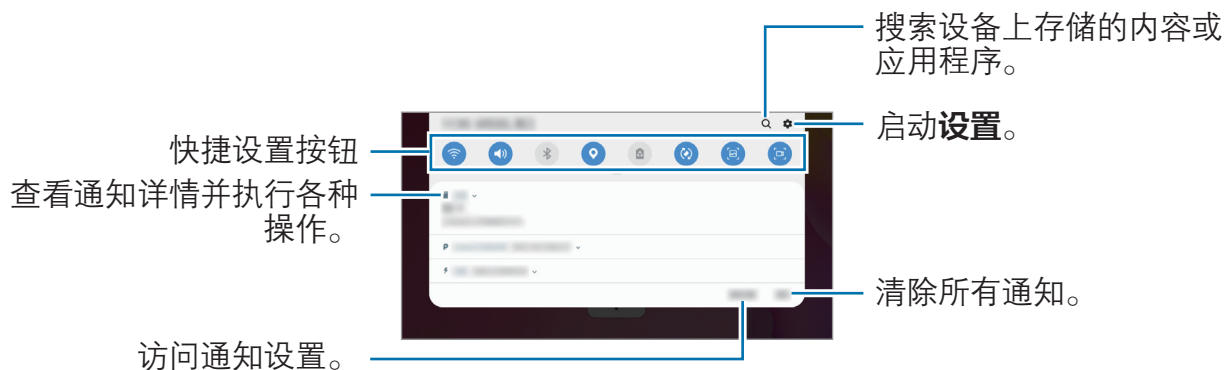 搜索设备上存储的内容或
应用程序。
启动设置。
快捷设置按钮
查看通知详情并执行各种
操作。
清除所有通知。
访问通知设置。